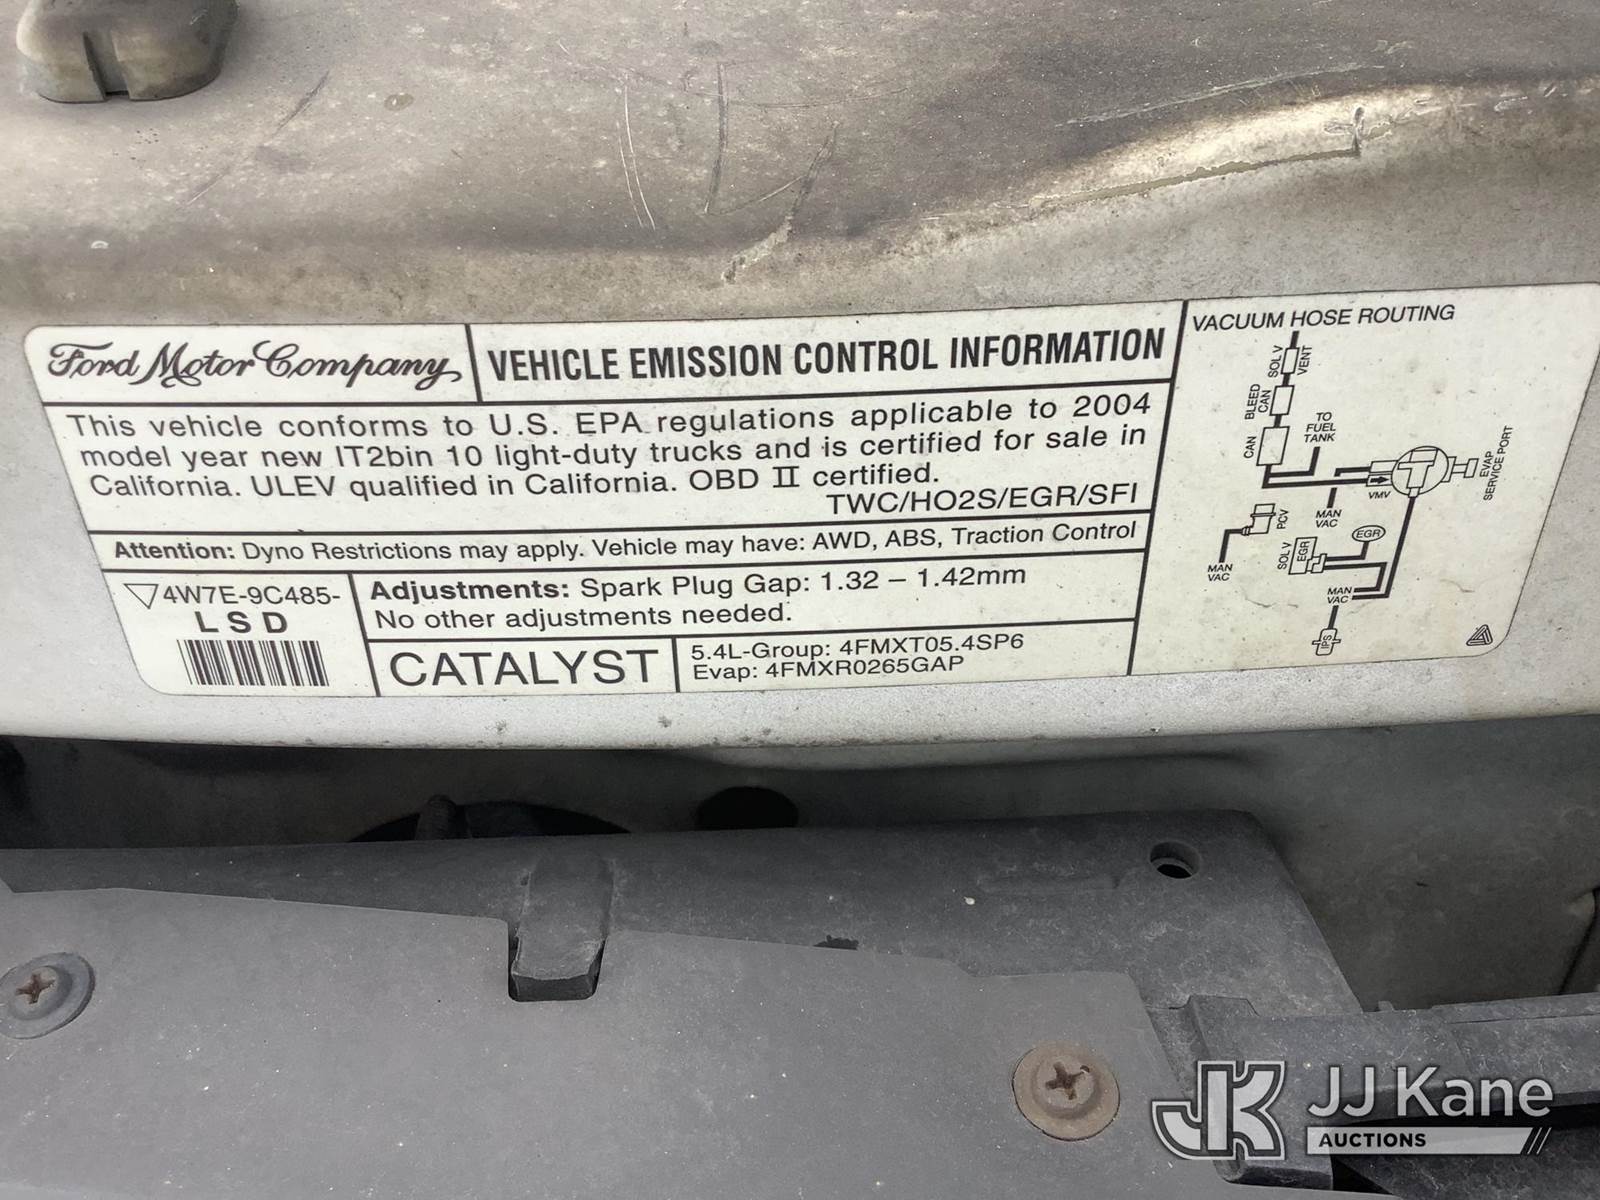 Ford Motor Company,
VEHICLE EMISSION CONTROL INFORMATION
This vehicle conforms to U.S. EPA regulations applicable to 2004
model year new IT2bin 10 light-duty trucks and is certified for sale in
California. ULEV qualified in California. OBD II certified.
TWC/HO2S/EGR/SFI
Attention: Dyno Restrictions may apply. Vehicle may have: AWD, ABS, Traction Control
4W7E-9C485-
LSD
Adjustments: Spark Plug Gap: 1.32 – 1.42mm
No other adjustments needed.
CATALYST
5.4L-Group: 4FMXT05.4SP6
Evap: 4FMXR0265GAP
VACUUM HOSE ROUTING
SOL V
VENT
BLEED
CAN
CAN
TO
FUEL
TANK
EVAP
SERVICE PORT
VMV
MAN
VAC
PCV
MAN
VAC
SOL V
EGR
EGR
MAN
VAC
IPS
JK
JJ Kane
AUCTIONS